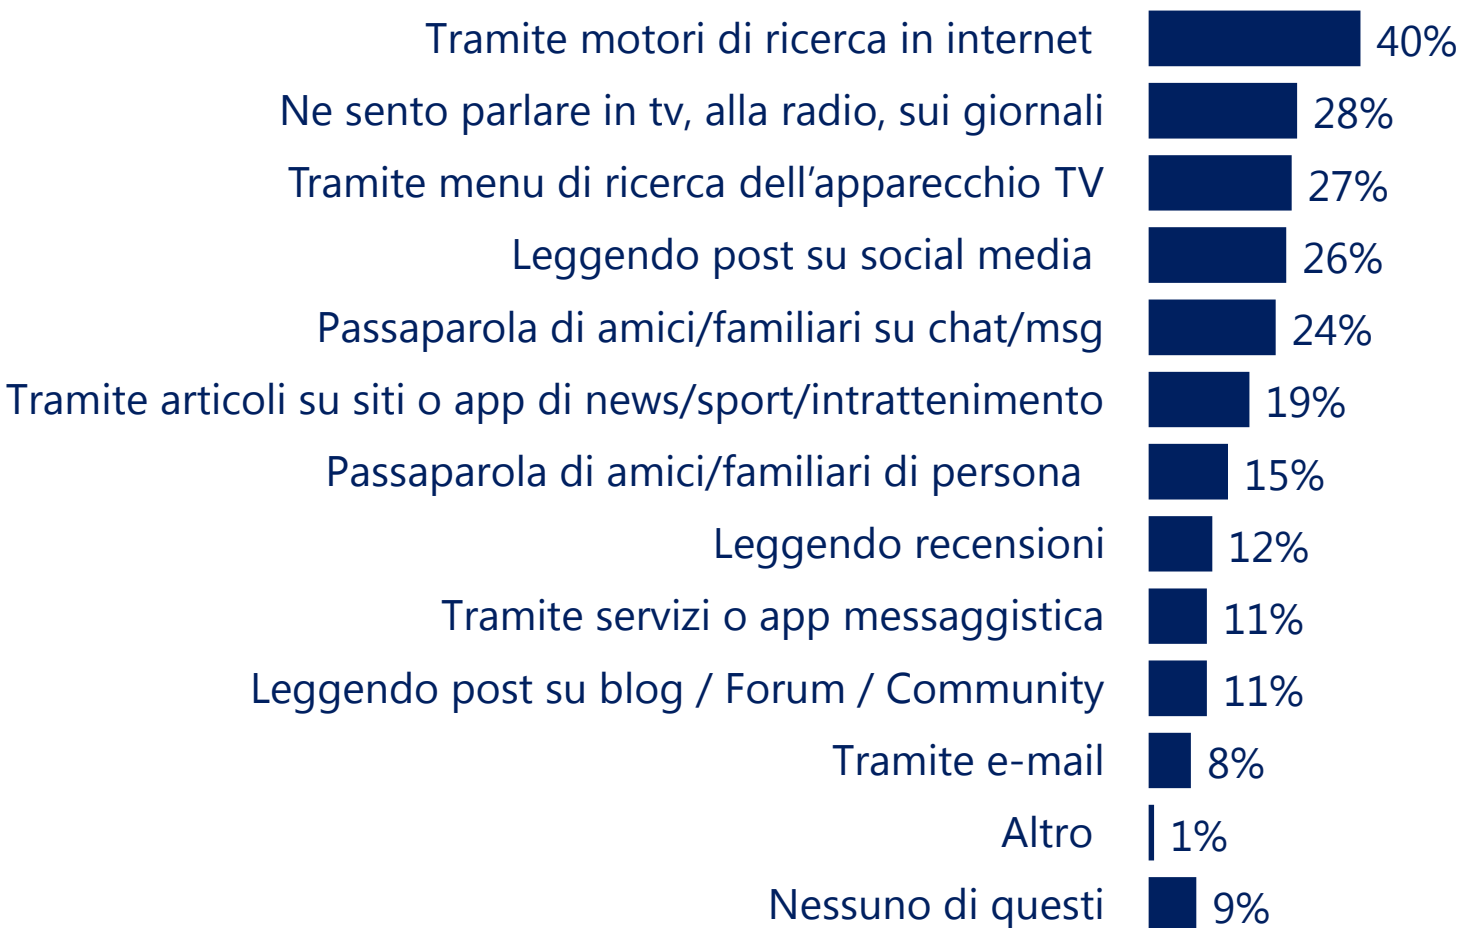 Tramite motori di ricerca in internet 40%
Ne sento parlare in tv, alla radio, sui giornali 28%
Tramite menu di ricerca dell'apparecchio TV 27%
Leggendo post su social media 26%
Passaparola di amici/familiari su chat/msg 24%
Tramite articoli su siti o app di news/sport/intrattenimento 19%
Passaparola di amici/familiari di persona 15%
Leggendo recensioni 12%
Tramite servizi o app messaggistica 11%
Leggendo post su blog / Forum / Community 11%
Tramite e-mail 8%
Altro 1%
Nessuno di questi 9%